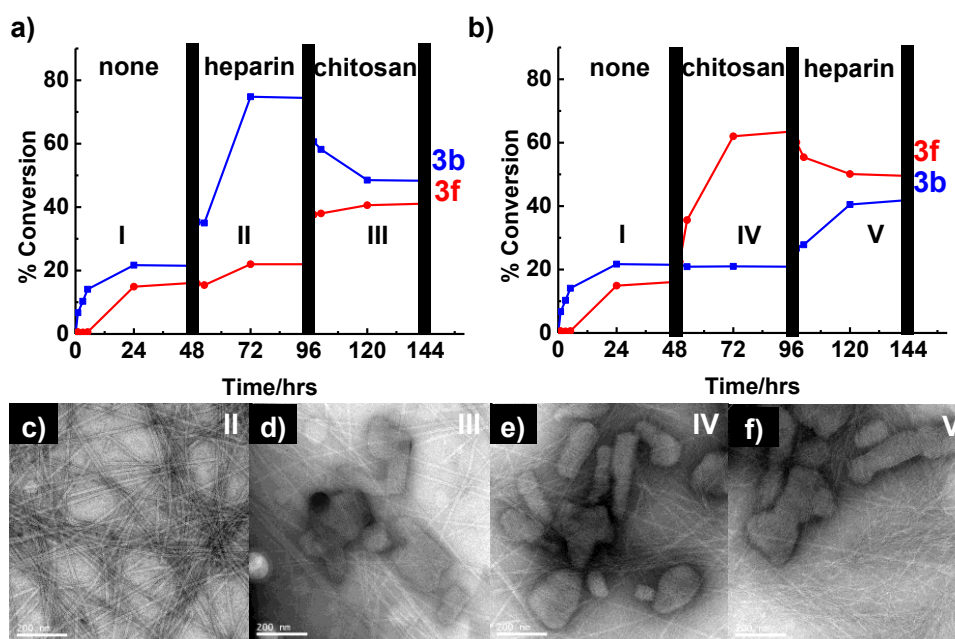 a)
none heparin chitosan
80
60
40
20
0
% Conversion
I II III
3b
3f
0 24 48 72 96 120 144
Time/hrs
b)
none chitosan heparin
80
60
40
20
0
% Conversion
I IV V
3f
3b
0 24 48 72 96 120 144
Time/hrs
c) II
200 nm
d) III
200 nm
e) IV
200 nm
f) V
200 nm